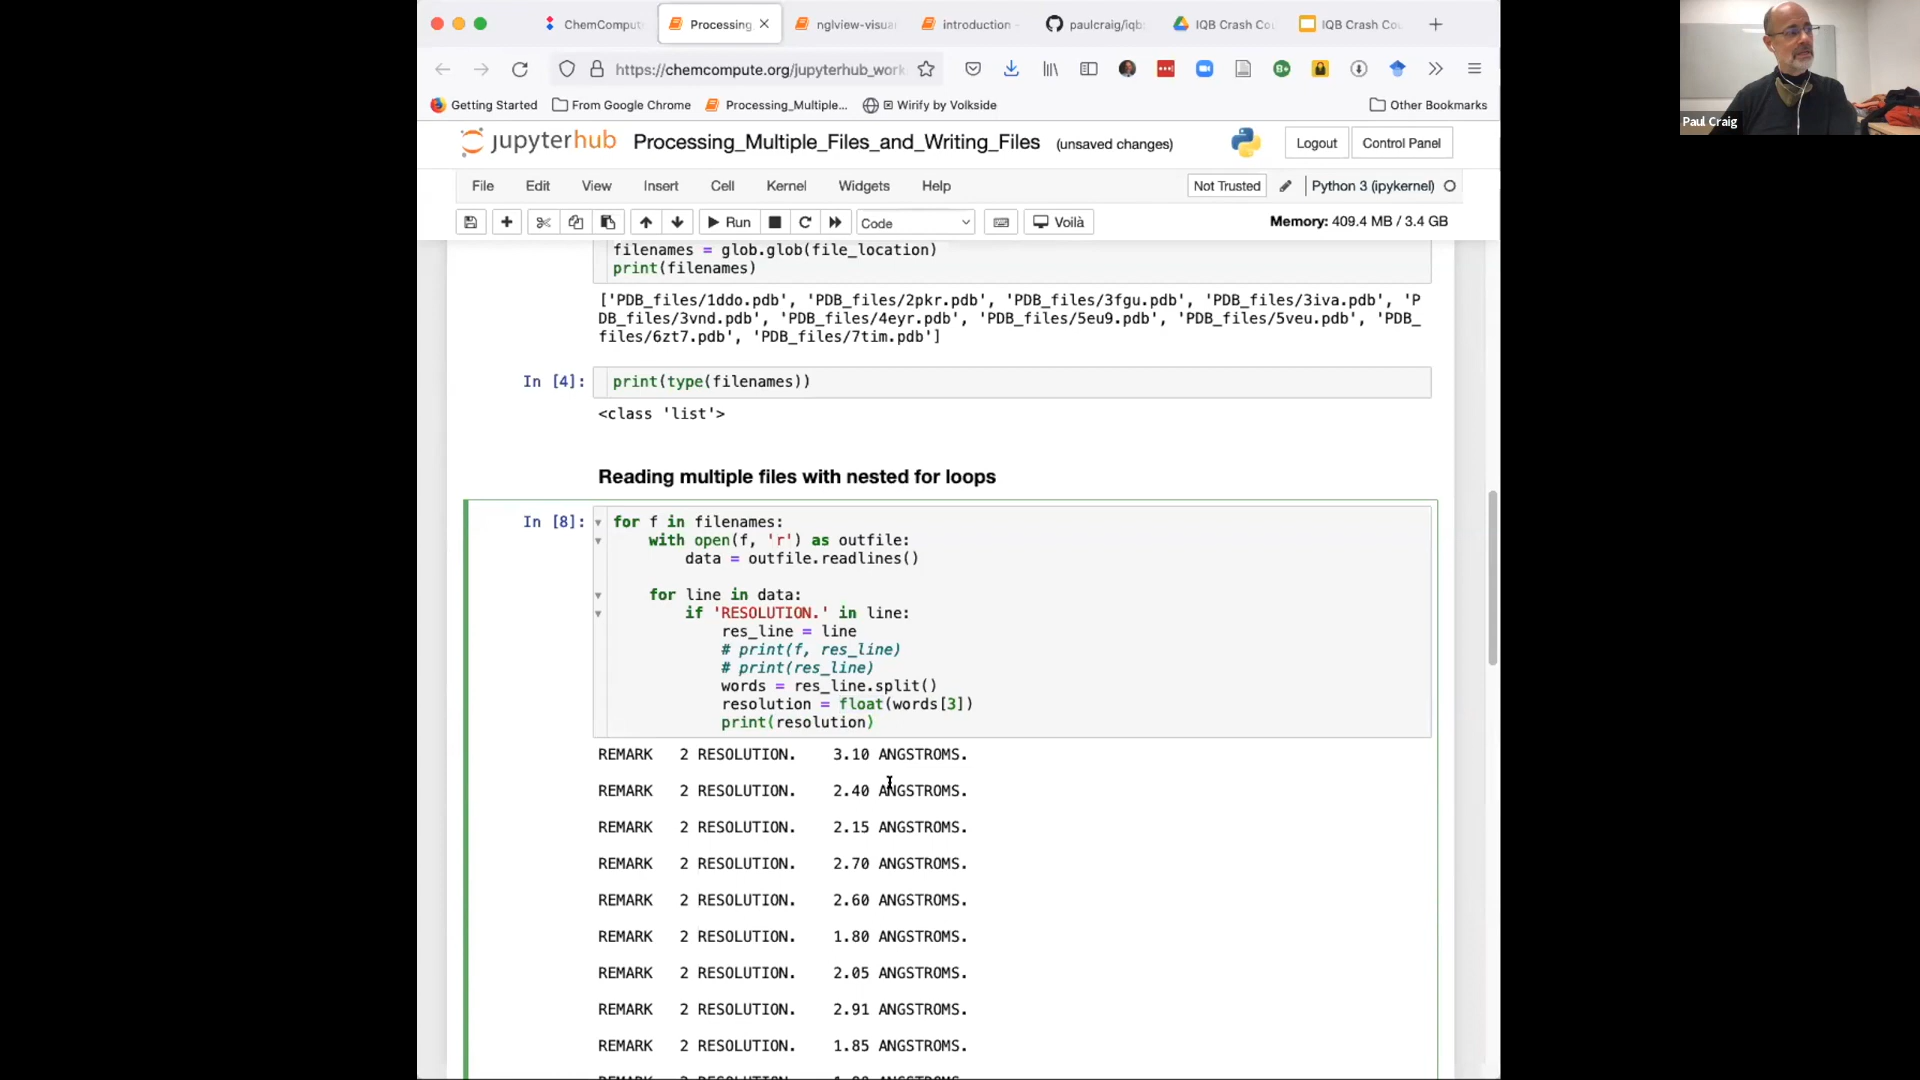 ChemCompute
Processing
nglview-visua
introduction
paulcraig/iqb
IQB Crash Cou
IQB Crash Co
https://chemcompute.org/jupyterhub_work
Getting Started
From Google Chrome
Processing_Multiple...
Wirify by Volkside
Other Bookmarks
jupyterhub
Processing_Multiple_Files_and_Writing_Files (unsaved changes)
Logout
Control Panel
File Edit View Insert Cell Kernel Widgets Help
Not Trusted
Python 3 (ipykernel)
Run
Code
Voilà
Memory: 409.4 MB / 3.4 GB
filenames = glob.glob(file_location)
print(filenames)
['PDB_files/1ddo.pdb', 'PDB_files/2pkr.pdb', 'PDB_files/3fgu.pdb', 'PDB_files/3iva.pdb', 'P
DB_files/3vnd.pdb', 'PDB_files/4eyr.pdb', 'PDB_files/5eu9.pdb', 'PDB_files/5veu.pdb', 'PDB_
files/6zt7.pdb', 'PDB_files/7tim.pdb']
In [4]: print(type(filenames))
<class 'list'>
Reading multiple files with nested for loops
In [8]: for f in filenames:
with open(f, 'r') as outfile:
data = outfile.readlines()
for line in data:
if 'RESOLUTION.' in line:
res_line = line
# print(f, res_line)
# print(res_line)
words = res_line.split()
resolution = float(words[3])
print(resolution)
REMARK 2 RESOLUTION. 3.10 ANGSTROMS.
REMARK 2 RESOLUTION. 2.40 ANGSTROMS.
REMARK 2 RESOLUTION. 2.15 ANGSTROMS.
REMARK 2 RESOLUTION. 2.70 ANGSTROMS.
REMARK 2 RESOLUTION. 2.60 ANGSTROMS.
REMARK 2 RESOLUTION. 1.80 ANGSTROMS.
REMARK 2 RESOLUTION. 2.05 ANGSTROMS.
REMARK 2 RESOLUTION. 2.91 ANGSTROMS.
REMARK 2 RESOLUTION. 1.85 ANGSTROMS.
Paul Craig